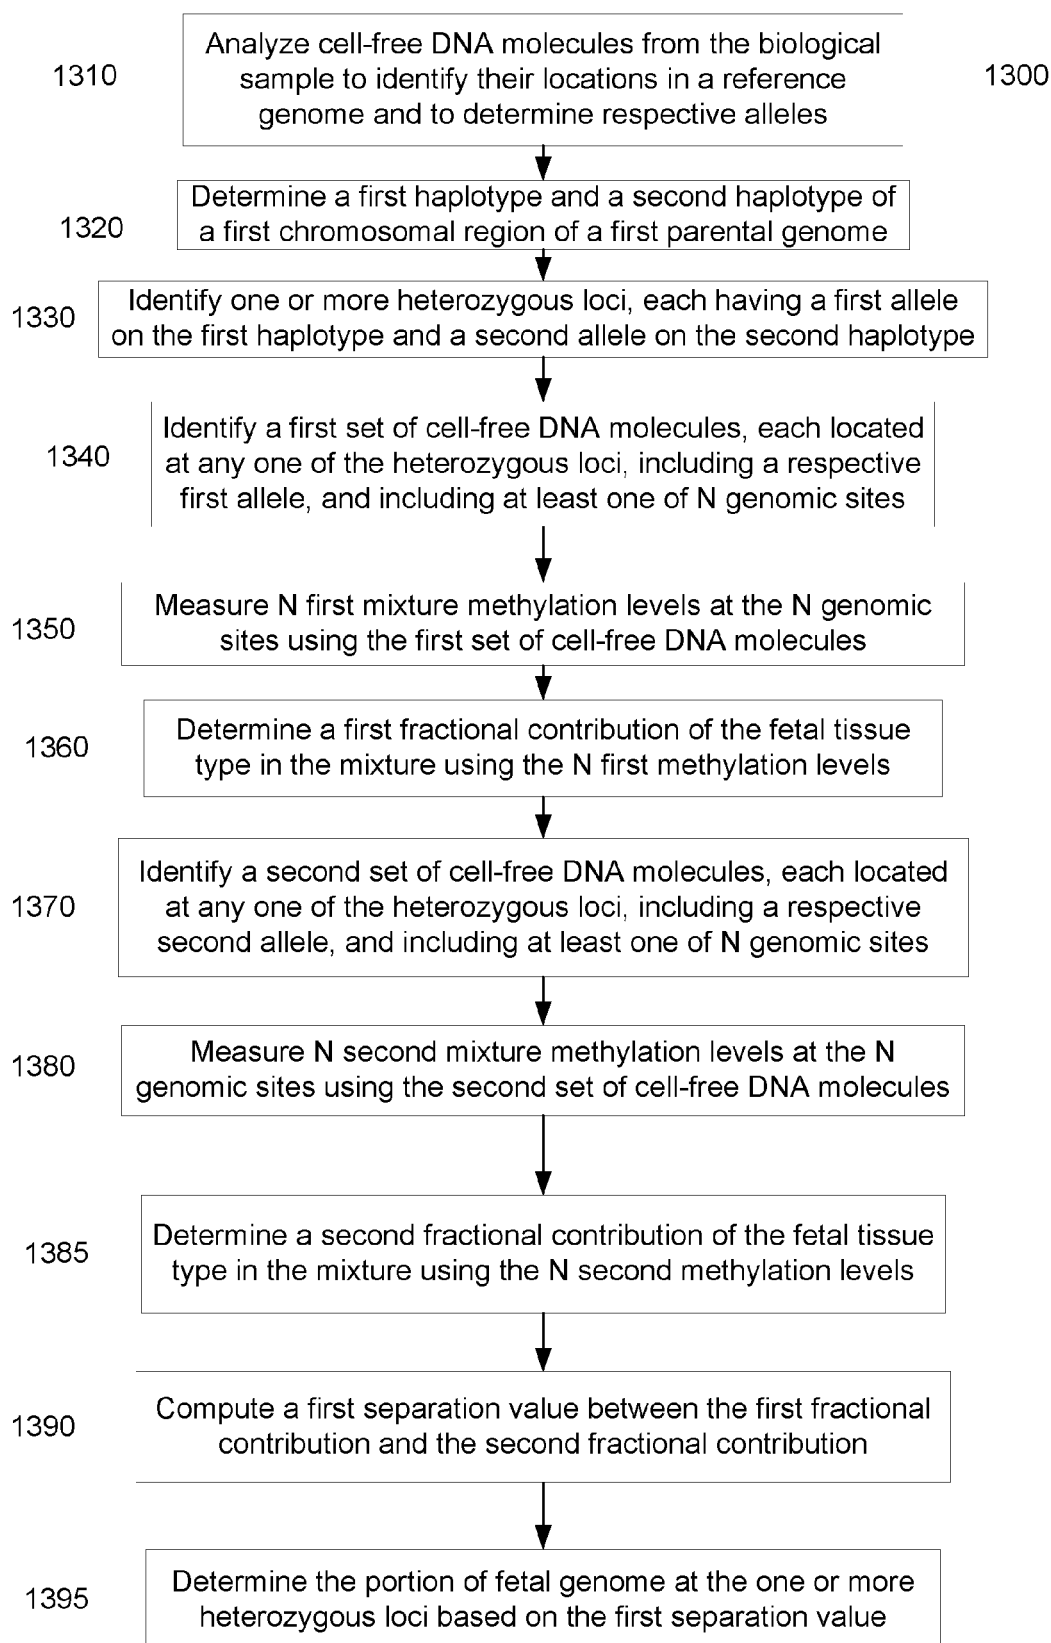 1300
1310
Analyze cell-free DNA molecules from the biological
sample to identify their locations in a reference
genome and to determine respective alleles
1320
Determine a first haplotype and a second haplotype of
a first chromosomal region of a first parental genome
1330
Identify one or more heterozygous loci, each having a first allele
on the first haplotype and a second allele on the second haplotype
1340
Identify a first set of cell-free DNA molecules, each located
at any one of the heterozygous loci, including a respective
first allele, and including at least one of N genomic sites
1350
Measure N first mixture methylation levels at the N genomic
sites using the first set of cell-free DNA molecules
1360
Determine a first fractional contribution of the fetal tissue
type in the mixture using the N first methylation levels
1370
Identify a second set of cell-free DNA molecules, each located
at any one of the heterozygous loci, including a respective
second allele, and including at least one of N genomic sites
1380
Measure N second mixture methylation levels at the N
genomic sites using the second set of cell-free DNA molecules
1385
Determine a second fractional contribution of the fetal tissue
type in the mixture using the N second methylation levels
1390
Compute a first separation value between the first fractional
contribution and the second fractional contribution
1395
Determine the portion of fetal genome at the one or more
heterozygous loci based on the first separation value